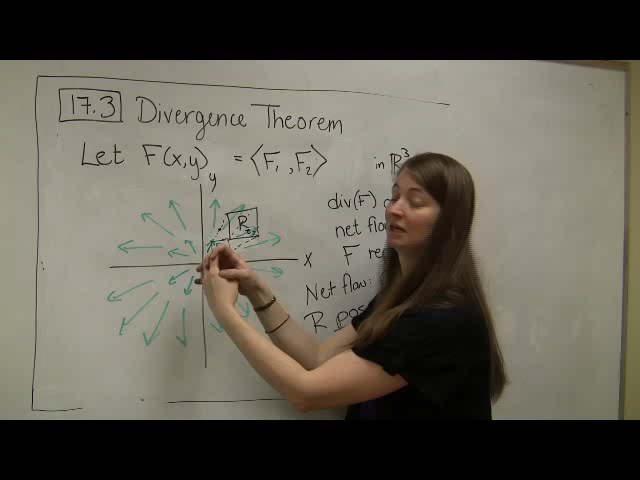 17.3 Divergence Theorem
Let F(x,y) = ⟨F₁, F₂⟩
in ℝ³
y
R
x
div(F)
net flo
F re
Net flow:
R pos